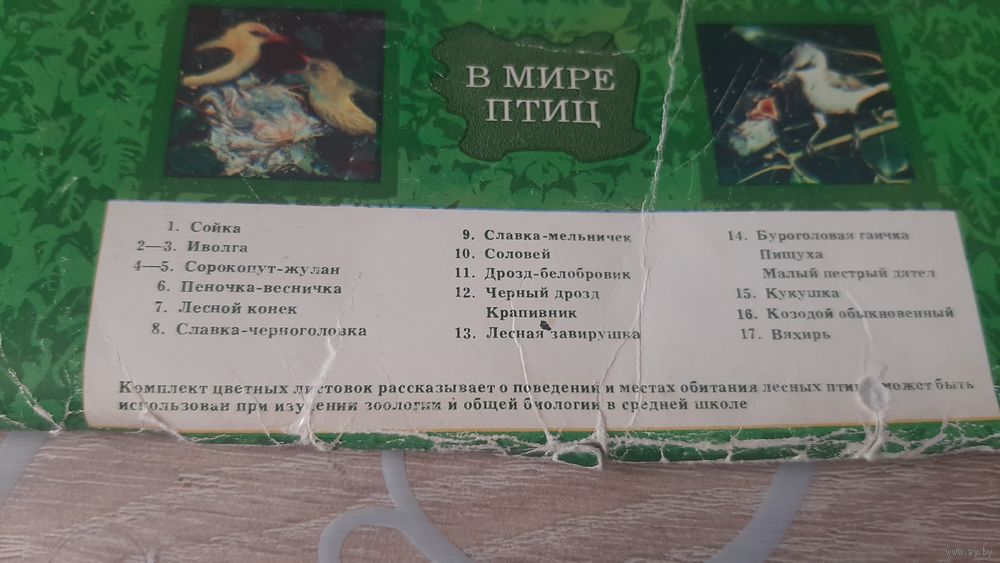 В МИРЕ
ПТИЦ
1. Сойка
2—3. Иволга
4—5. Сорокопут-жулан
6. Пеночка-весничка
7. Лесной конек
8. Славка-черноголовка
9. Славка-мельничек
10. Соловей
11. Дрозд-белобровик
12. Черный дрозд
Крапивник
13. Лесная завирушка
14. Буроголовая гаичка
Пищуха
Малый пестрый дятел
15. Кукушка
16. Козодой обыкновенный
17. Вяхирь
Комплект цветных листовок рассказывает о поведении и местах обитания лесных птиц может быть
использован при изучении зоологии и общей биологии в средней школе
www.ay.by